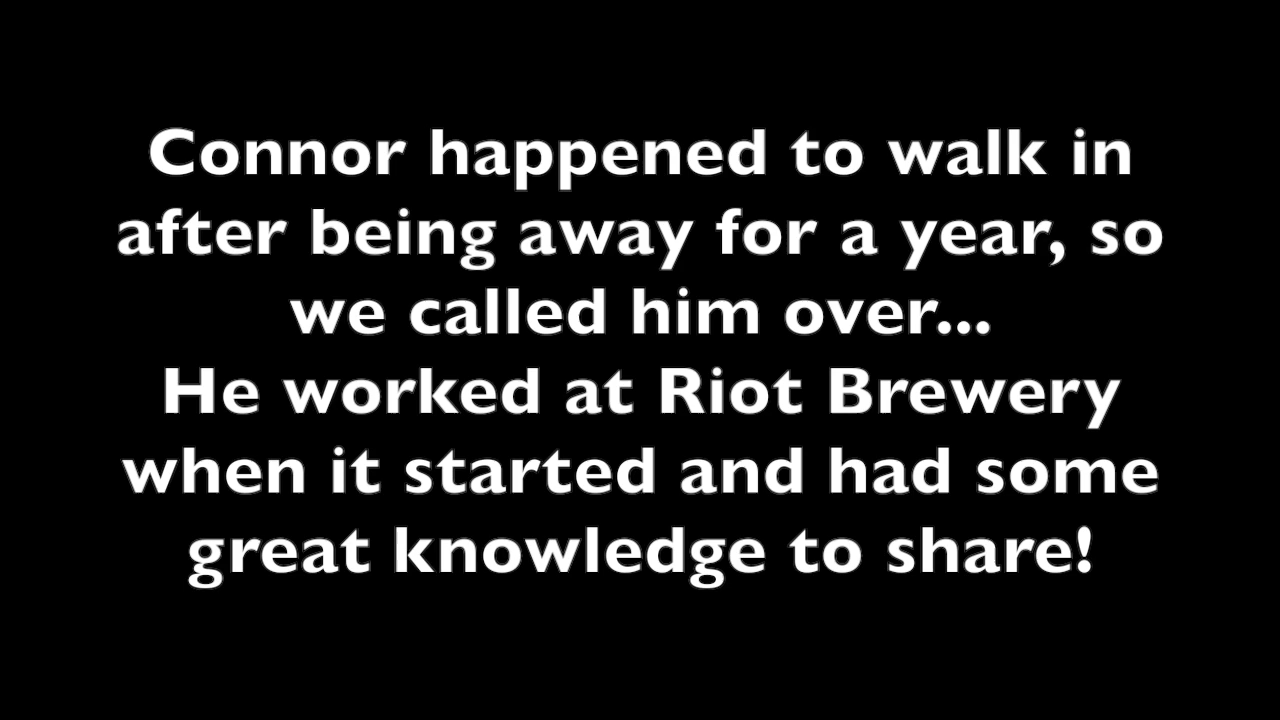 Connor happened to walk in
after being away for a year, so
we called him over...
He worked at Riot Brewery
when it started and had some
great knowledge to share!